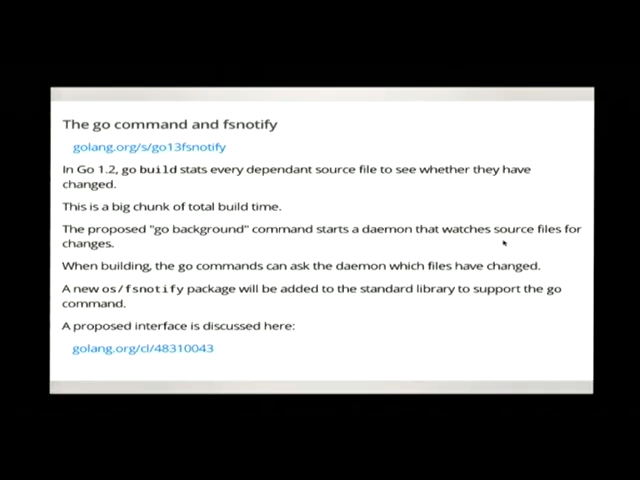 The go command and fsnotify
golang.org/s/go13fsnotify
In Go 1.2, go build stats every dependant source file to see whether they have
changed.
This is a big chunk of total build time.
The proposed "go background" command starts a daemon that watches source files for
changes.
When building, the go commands can ask the daemon which files have changed.
A new os/fsnotify package will be added to the standard library to support the go
command.
A proposed interface is discussed here:
golang.org/cl/48310043